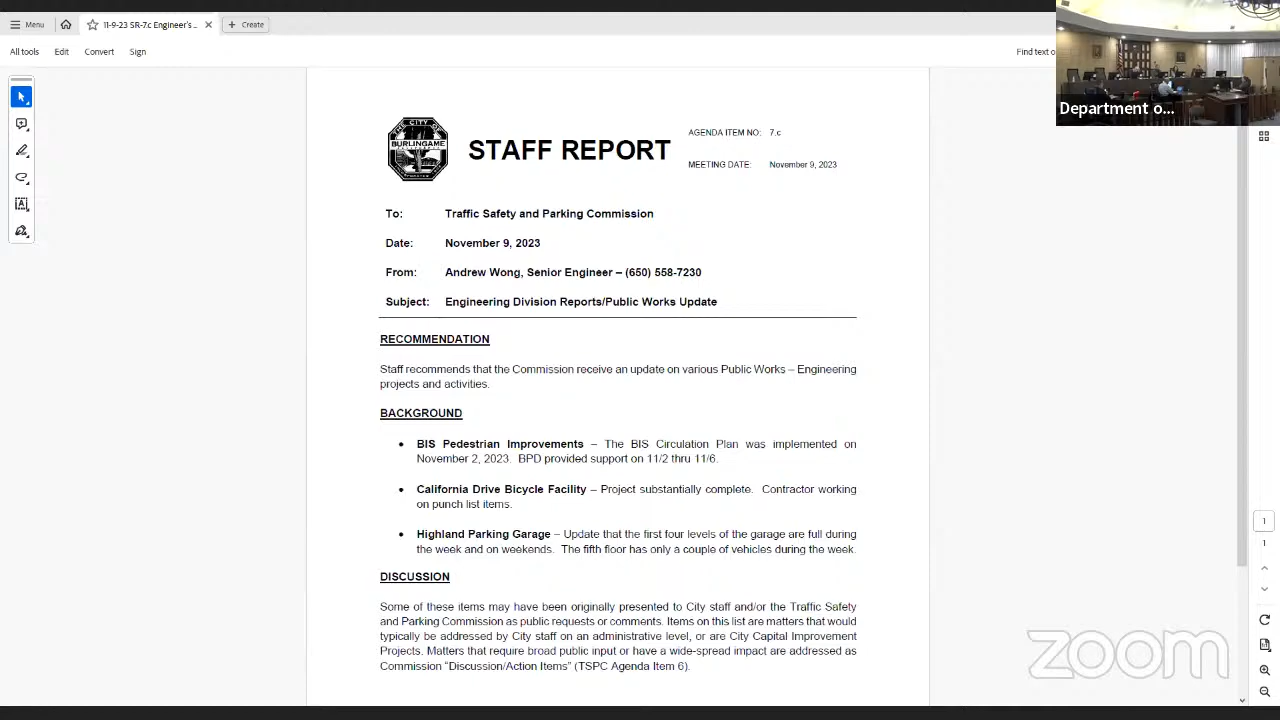 Menu
11-9-23 SR-7.c Engineer's ...
Create
All tools
Edit
Convert
Sign
Find text o
Department o...
THE CITY OF
BURLINGAME
STAFF REPORT
AGENDA ITEM NO: 7.c
MEETING DATE: November 9, 2023
To: Traffic Safety and Parking Commission
Date: November 9, 2023
From: Andrew Wong, Senior Engineer – (650) 558-7230
Subject: Engineering Division Reports/Public Works Update
RECOMMENDATION
Staff recommends that the Commission receive an update on various Public Works – Engineering
projects and activities.
BACKGROUND
• BIS Pedestrian Improvements – The BIS Circulation Plan was implemented on
November 2, 2023. BPD provided support on 11/2 thru 11/6.
• California Drive Bicycle Facility – Project substantially complete. Contractor working
on punch list items.
• Highland Parking Garage – Update that the first four levels of the garage are full during
the week and on weekends. The fifth floor has only a couple of vehicles during the week.
DISCUSSION
Some of these items may have been originally presented to City staff and/or the Traffic Safety
and Parking Commission as public requests or comments. Items on this list are matters that would
typically be addressed by City staff on an administrative level, or are City Capital Improvement
Projects. Matters that require broad public input or have a wide-spread impact are addressed as
Commission “Discussion/Action Items” (TSPC Agenda Item 6).
1
1
zoom